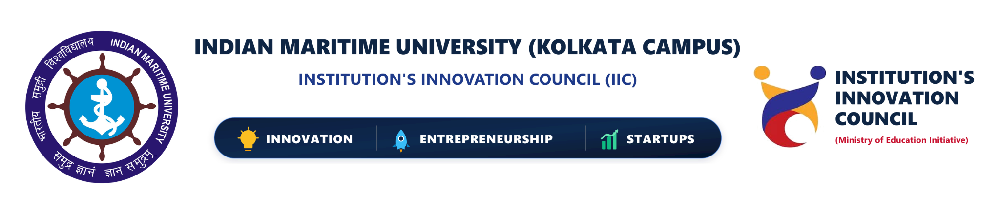 भारतीय समुद्री विश्वविद्यालय
INDIAN MARITIME UNIVERSITY
समुद्र ज्ञानं ज्ञान समुद्रम्
INDIAN MARITIME UNIVERSITY (KOLKATA CAMPUS)
INSTITUTION'S INNOVATION COUNCIL (IIC)
INNOVATION ENTREPRENEURSHIP STARTUPS
INSTITUTION'S
INNOVATION
COUNCIL
(Ministry of Education Initiative)